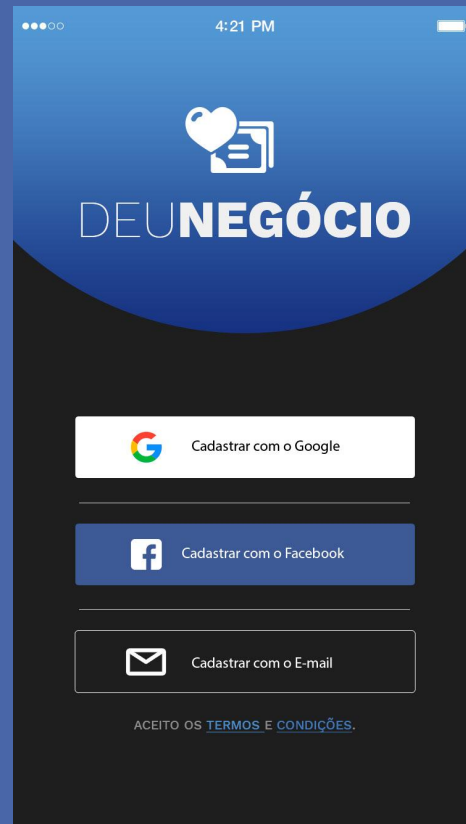 4:21 PM
DEUNEGÓCIO
Cadastrar com o Google
Cadastrar com o Facebook
Cadastrar com o E-mail
ACEITO OS TERMOS E CONDIÇÕES.